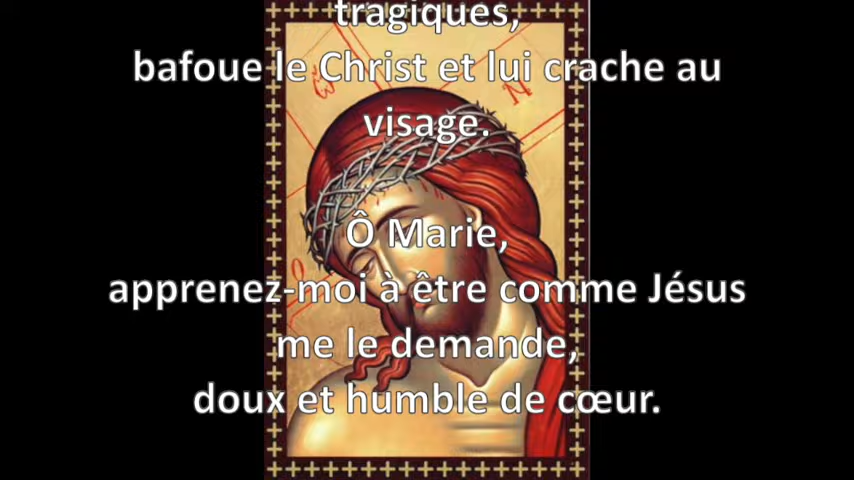 tragiques,
bafoue le Christ et lui crache au
visage.
Ô Marie,
apprenez-moi à être comme Jésus
me le demande,
doux et humble de cœur.